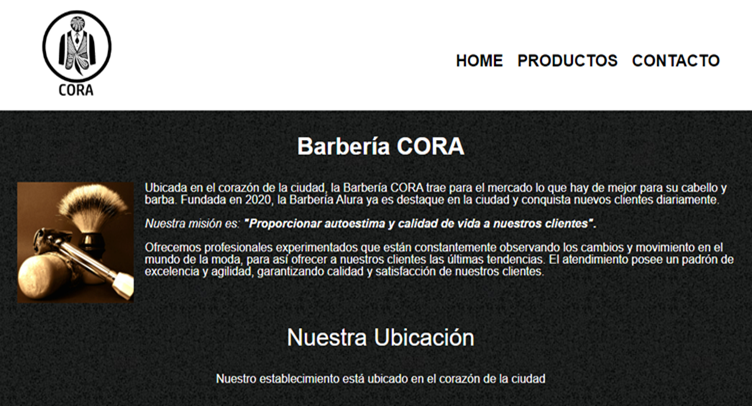 CORA
HOME PRODUCTOS CONTACTO
Barbería CORA
Ubicada en el corazón de la ciudad, la Barbería CORA trae para el mercado lo que hay de mejor para su cabello y
barba. Fundada en 2020, la Barbería Alura ya es destaque en la ciudad y conquista nuevos clientes diariamente.
Nuestra misión es: "Proporcionar autoestima y calidad de vida a nuestros clientes".
Ofrecemos profesionales experimentados que están constantemente observando los cambios y movimiento en el
mundo de la moda, para así ofrecer a nuestros clientes las últimas tendencias. El atendimiento posee un padrón de
excelencia y agilidad, garantizando calidad y satisfacción de nuestros clientes.
Nuestra Ubicación
Nuestro establecimiento está ubicado en el corazón de la ciudad